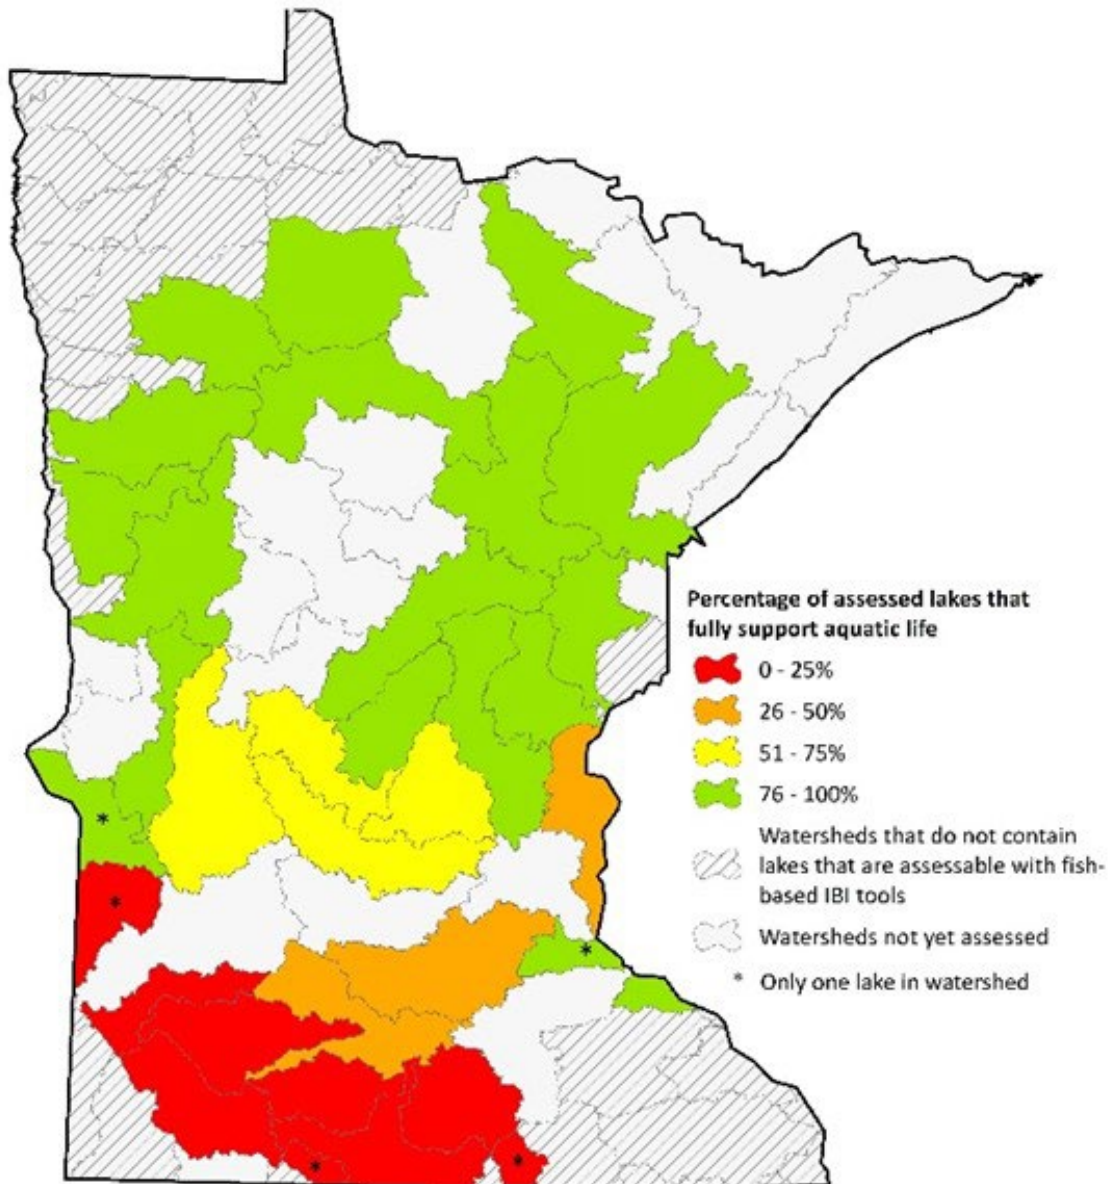 Percentage of assessed lakes that
fully support aquatic life
0 - 25%
26 - 50%
51 - 75%
76 - 100%
Watersheds that do not contain
lakes that are assessable with fish-
based IBI tools
Watersheds not yet assessed
* Only one lake in watershed
*
*
*
*
*